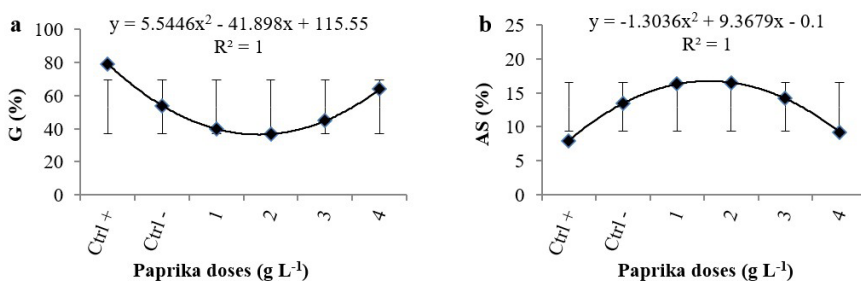 a
y = 5.5446x² - 41.898x + 115.55
R² = 1
G (%)
100
80
60
40
20
0
Ctrl +
Ctrl -
1
2
3
4
Paprika doses (g L⁻¹)
b
y = -1.3036x² + 9.3679x - 0.1
R² = 1
AS (%)
25
20
15
10
5
0
Ctrl +
Ctrl -
1
2
3
4
Paprika doses (g L⁻¹)